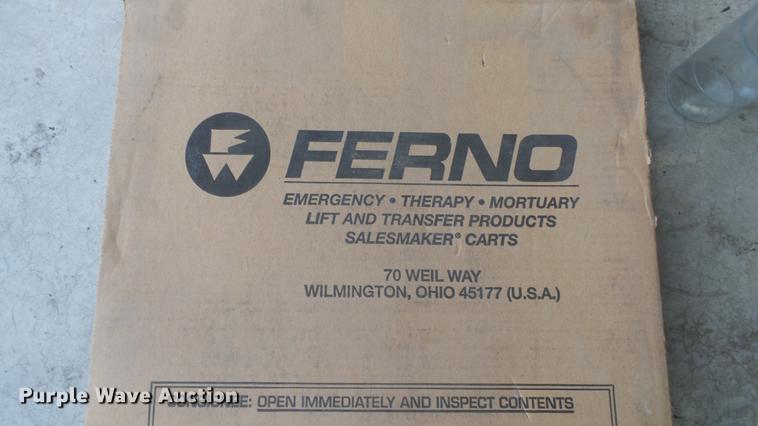 FERNO
EMERGENCY • THERAPY • MORTUARY
LIFT AND TRANSFER PRODUCTS
SALESMAKER® CARTS
70 WEIL WAY
WILMINGTON, OHIO 45177 (U.S.A.)
CONSIGNEE: OPEN IMMEDIATELY AND INSPECT CONTENTS
Purple Wave Auction